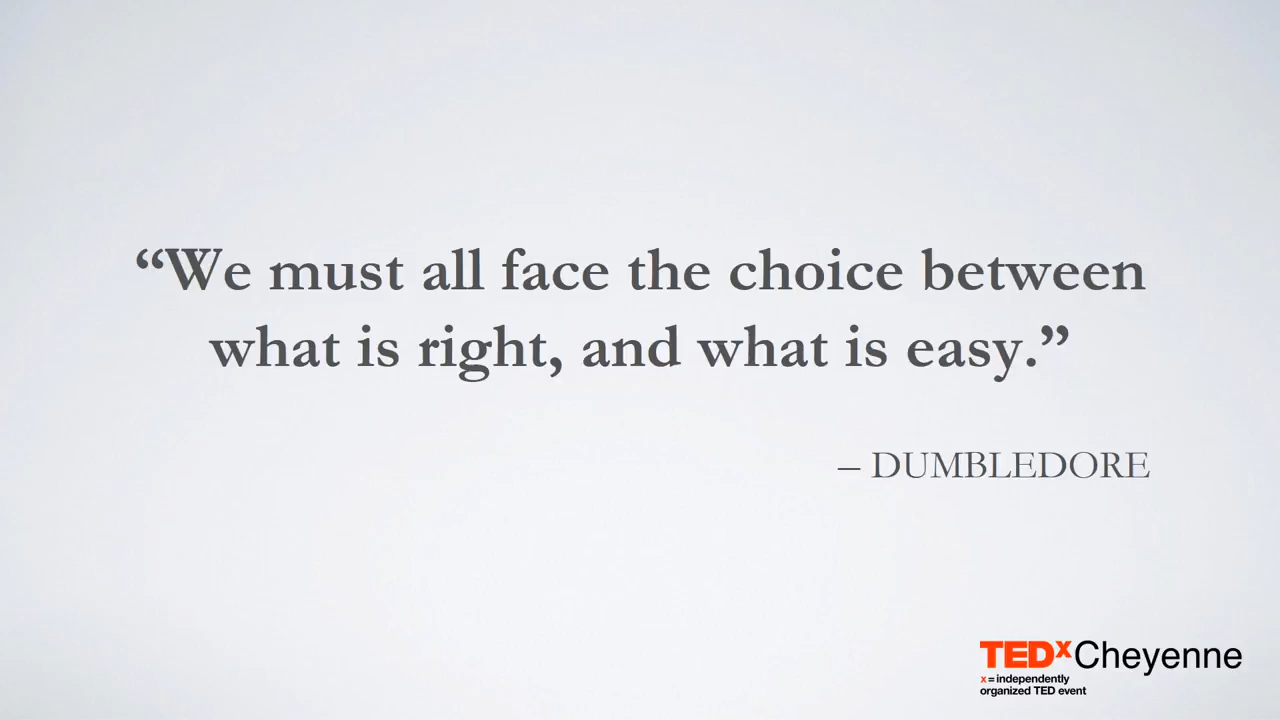 “We must all face the choice between
what is right, and what is easy.”
– DUMBLEDORE
TEDxCheyenne
x = independently
organized TED event